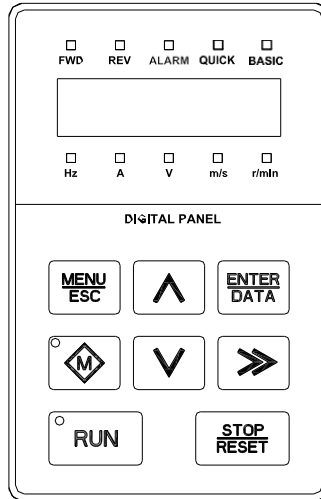 FWD REV ALARM QUICK BASIC
Hz A V m/s r/min
DIGITAL PANEL
MENU
ESC
ENTER
DATA
M
RUN
STOP
RESET